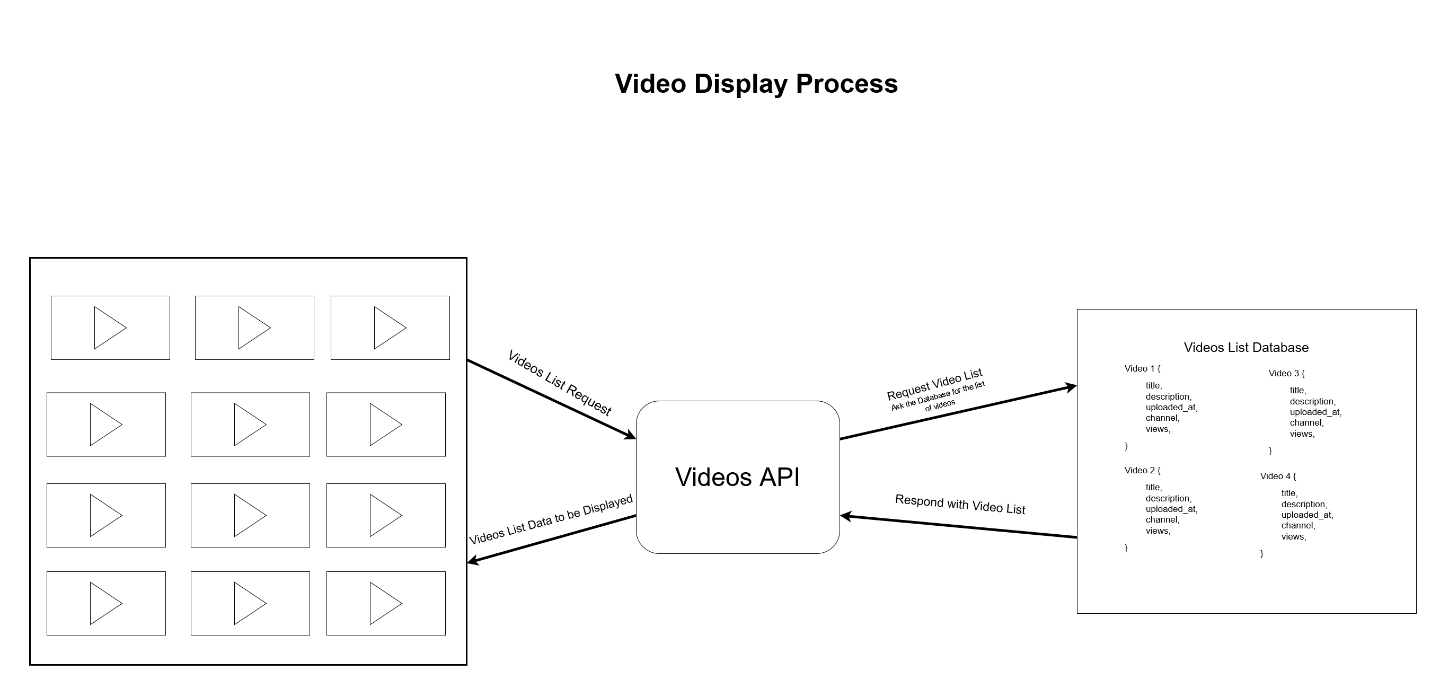 Video Display Process
Videos List Request
Videos List Data to be Displayed
Videos API
Request Video List
Ask the Database for the list
of videos
Respond with Video List
Videos List Database
Video 1 {
title,
description,
uploaded_at,
channel,
views,
}
Video 2 {
title,
description,
uploaded_at,
channel,
views,
}
Video 3 {
title,
description,
uploaded_at,
channel,
views,
}
Video 4 {
title,
description,
uploaded_at,
channel,
views,
}